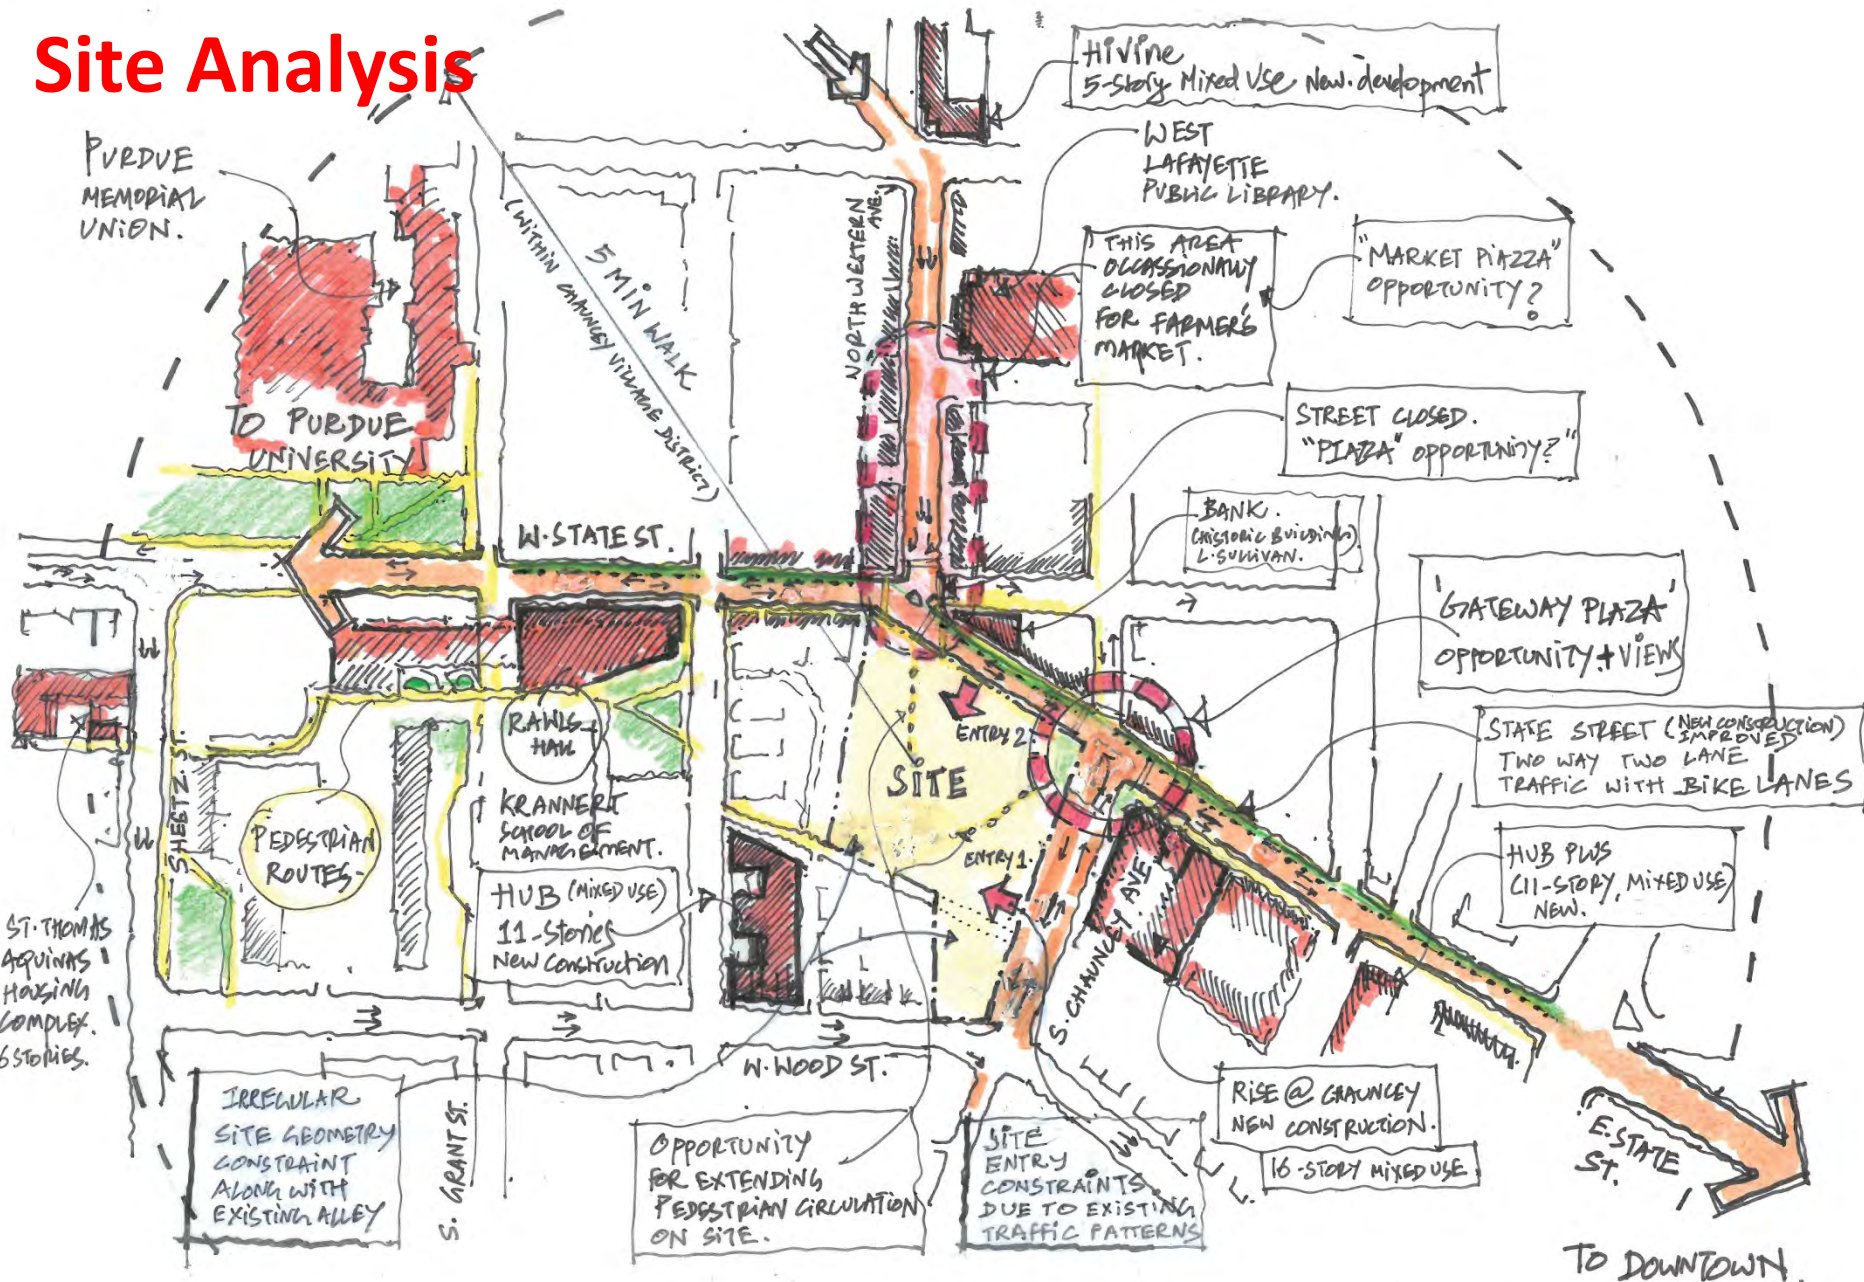 Site Analysis
HiVine
5-Story Mixed Use New development
PURDUE
MEMORIAL
UNION.
WEST
LAFAYETTE
PUBLIC LIBRARY.
5 MIN WALK
(WITHIN CHAUNCEY VILLAGE DISTRICT)
NORTHWESTERN
AVE.
THIS AREA
OCCASSIONALLY
CLOSED
FOR FARMER'S
MARKET.
"MARKET PIAZZA"
OPPORTUNITY?
TO PURDUE
UNIVERSITY
STREET CLOSED.
"PIAZZA" OPPORTUNITY?"
W. STATE ST.
BANK.
(HISTORIC BUILDING)
L. SULLIVAN.
'GATEWAY PLAZA'
OPPORTUNITY + VIEWS
ENTRY 2
RAWLS
HALL
SITE
STATE STREET (NEW CONSTRUCTION)
IMPROVED
TWO WAY TWO LANE
TRAFFIC WITH BIKE LANES
SHEETZ ST.
PEDESTRIAN
ROUTES
KRANNERT
SCHOOL OF
MANAGEMENT.
ENTRY 1.
HUB PLUS
(11-STORY, MIXED USE)
NEW.
HUB (MIXED USE)
11-Stories
New Construction
S. CHAUNCEY AVE
ST. THOMAS
AQUINAS
HOUSING
COMPLEX.
6 STORIES.
W. WOOD ST.
IRREGULAR
SITE GEOMETRY
CONSTRAINT
ALONG WITH
EXISTING ALLEY
S. GRANT ST.
OPPORTUNITY
FOR EXTENDING
PEDESTRIAN CIRCULATION
ON SITE.
SITE
ENTRY
CONSTRAINTS
DUE TO EXISTING
TRAFFIC PATTERNS
RISE @ CHAUNCEY
NEW CONSTRUCTION.
16-STORY MIXED USE
E. STATE
ST.
TO DOWNTOWN.